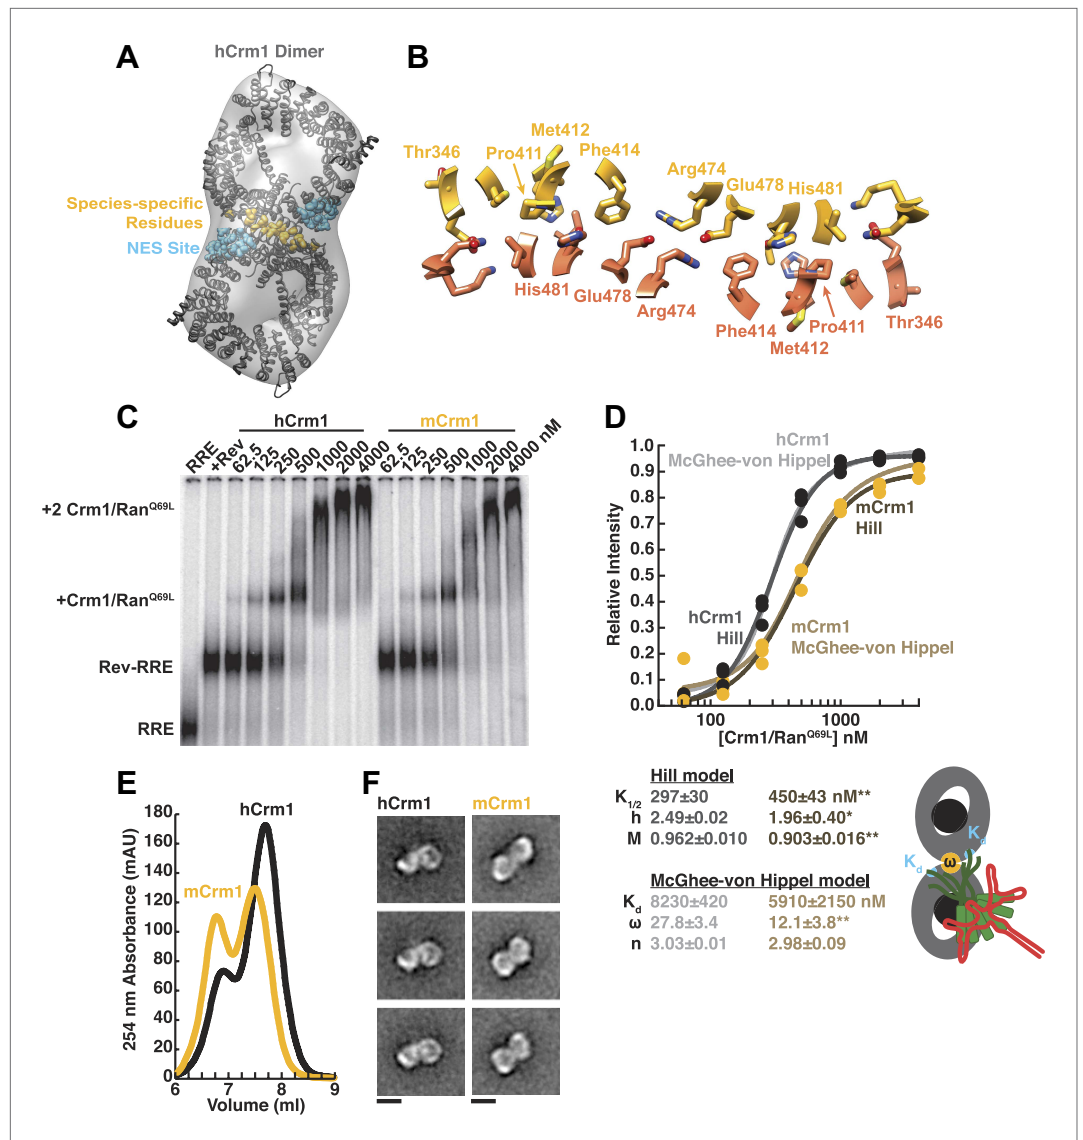 A
hCrm1 Dimer
Species-specific
Residues
NES Site
B
Thr346
Pro411
Met412
Phe414
Arg474
Glu478
His481
His481
Glu478
Arg474
Phe414
Met412
Pro411
Thr346
C
hCrm1
mCrm1
RRE
+Rev
62.5
125
250
500
1000
2000
4000
62.5
125
250
500
1000
2000
4000 nM
+2 Crm1/Ran^Q69L
+Crm1/Ran^Q69L
Rev-RRE
RRE
D
Relative Intensity
1.0
0.9
0.8
0.7
0.6
0.5
0.4
0.3
0.2
0.1
0.0
hCrm1
McGhee-von Hippel
mCrm1
Hill
hCrm1
Hill
mCrm1
McGhee-von Hippel
100 1000
[Crm1/Ran^Q69L] nM
Hill model
K1/2 297±30 450±43 nM**
h 2.49±0.02 1.96±0.40*
M 0.962±0.010 0.903±0.016**
McGhee-von Hippel model
Kd 8230±420 5910±2150 nM
ω 27.8±3.4 12.1±3.8**
n 3.03±0.01 2.98±0.09
Kd
Kd
ω
E
254 nm Absorbance (mAU)
180
160
140
120
100
80
60
40
20
0
hCrm1
mCrm1
6 7 8 9
Volume (ml)
F
hCrm1 mCrm1